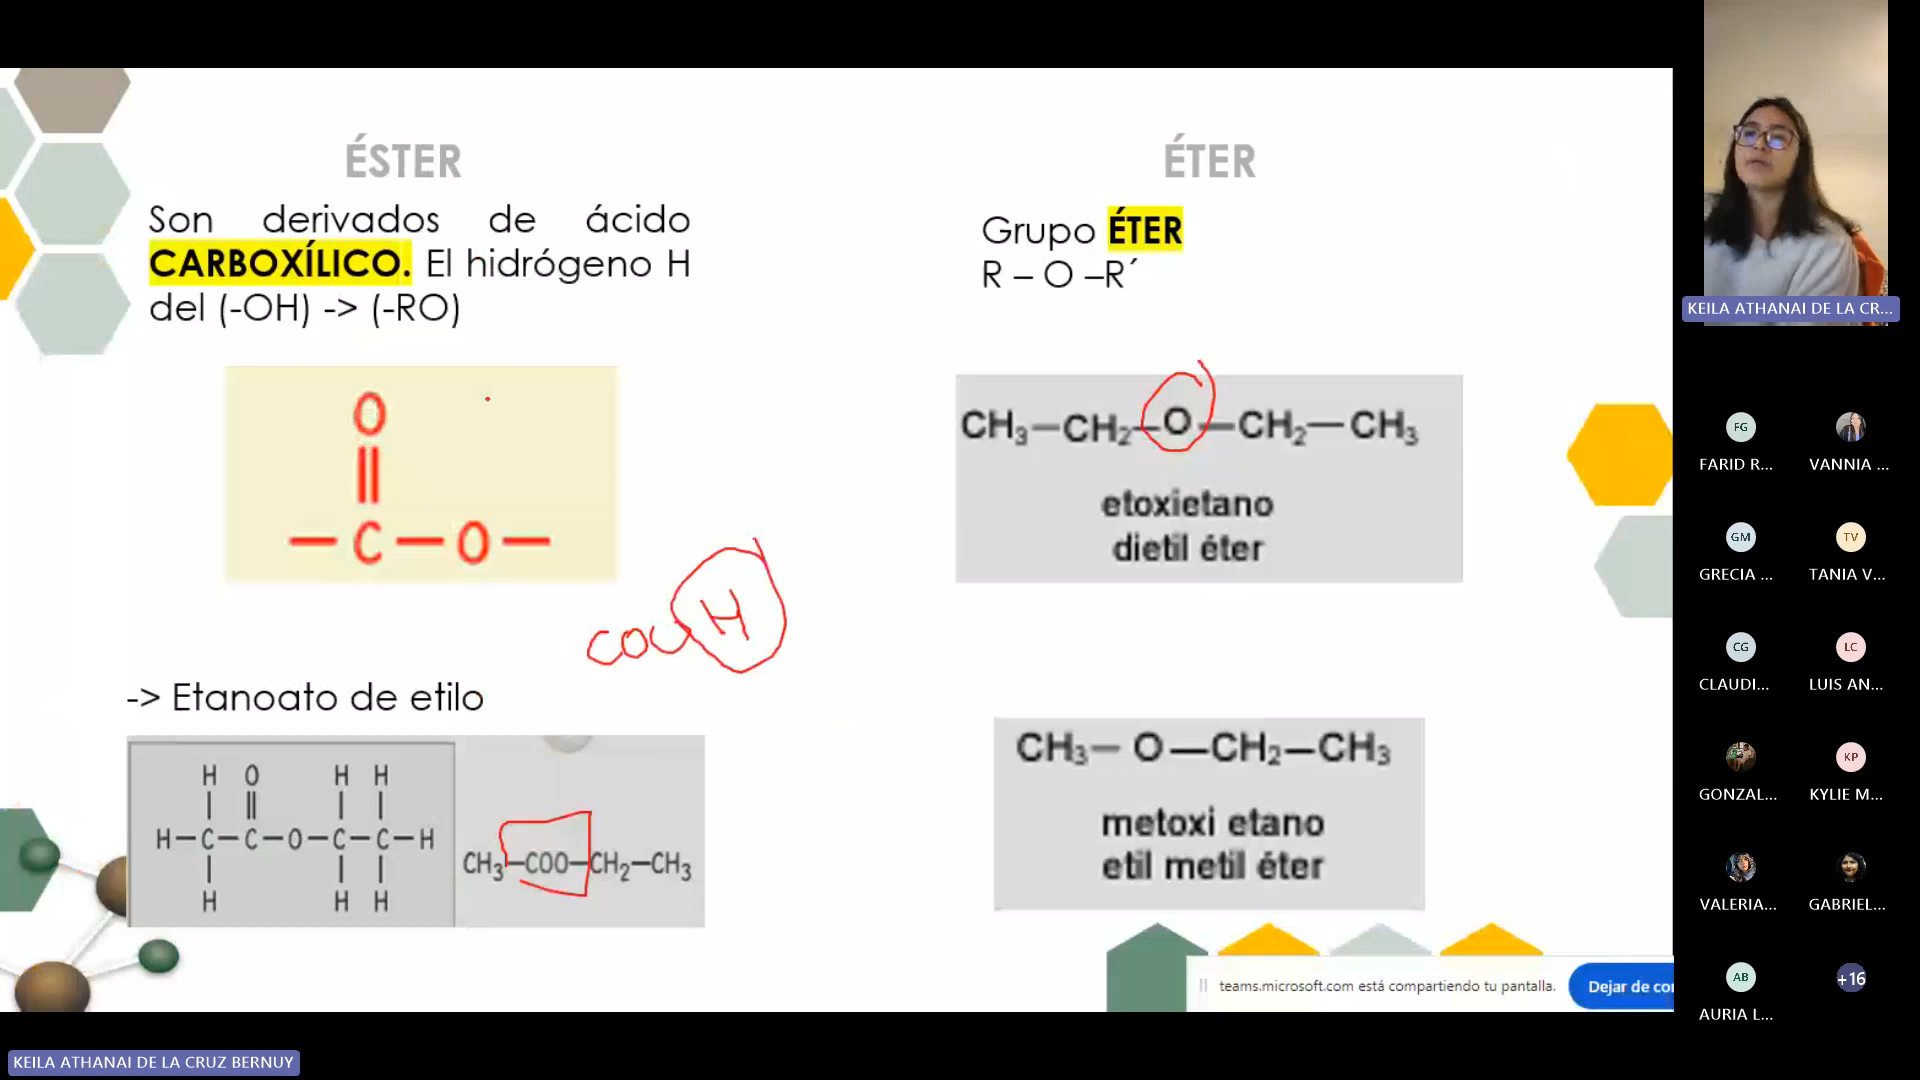 ÉSTER
Son derivados de ácido
CARBOXÍLICO. El hidrógeno H
del (-OH) -> (-RO)
O
||
— C — O —
COO H
-> Etanoato de etilo
H O H H
| || | |
H—C—C—O—C—C—H
| | |
H H H
CH₃—COO—CH₂—CH₃
ÉTER
Grupo ÉTER
R – O –R´
CH₃—CH₂—O—CH₂—CH₃
etoxietano
dietil éter
CH₃— O —CH₂—CH₃
metoxi etano
etil metil éter
teams.microsoft.com está compartiendo tu pantalla.
Dejar de co
KEILA ATHANAI DE LA CR...
FG
FARID R...
VANNIA ...
GM
GRECIA ...
TV
TANIA V...
CG
CLAUDI...
LC
LUIS AN...
GONZAL...
KP
KYLIE M...
VALERIA...
GABRIEL...
AB
AURIA L...
+16
KEILA ATHANAI DE LA CRUZ BERNUY